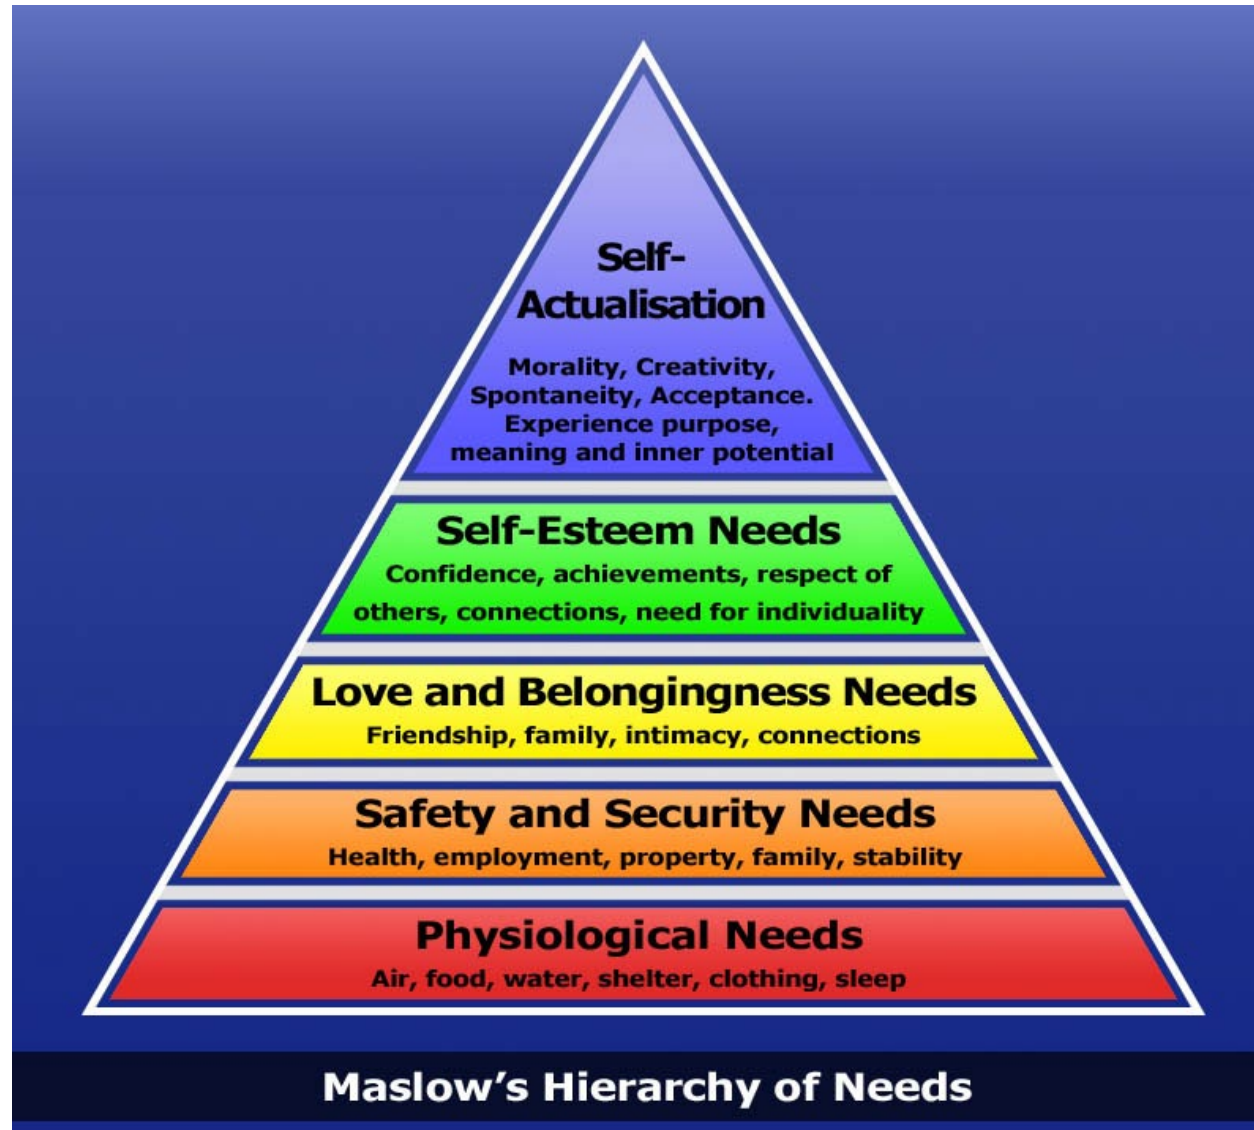 Self-
Actualisation
Morality, Creativity,
Spontaneity, Acceptance.
Experience purpose,
meaning and inner potential
Self-Esteem Needs
Confidence, achievements, respect of
others, connections, need for individuality
Love and Belongingness Needs
Friendship, family, intimacy, connections
Safety and Security Needs
Health, employment, property, family, stability
Physiological Needs
Air, food, water, shelter, clothing, sleep
Maslow’s Hierarchy of Needs